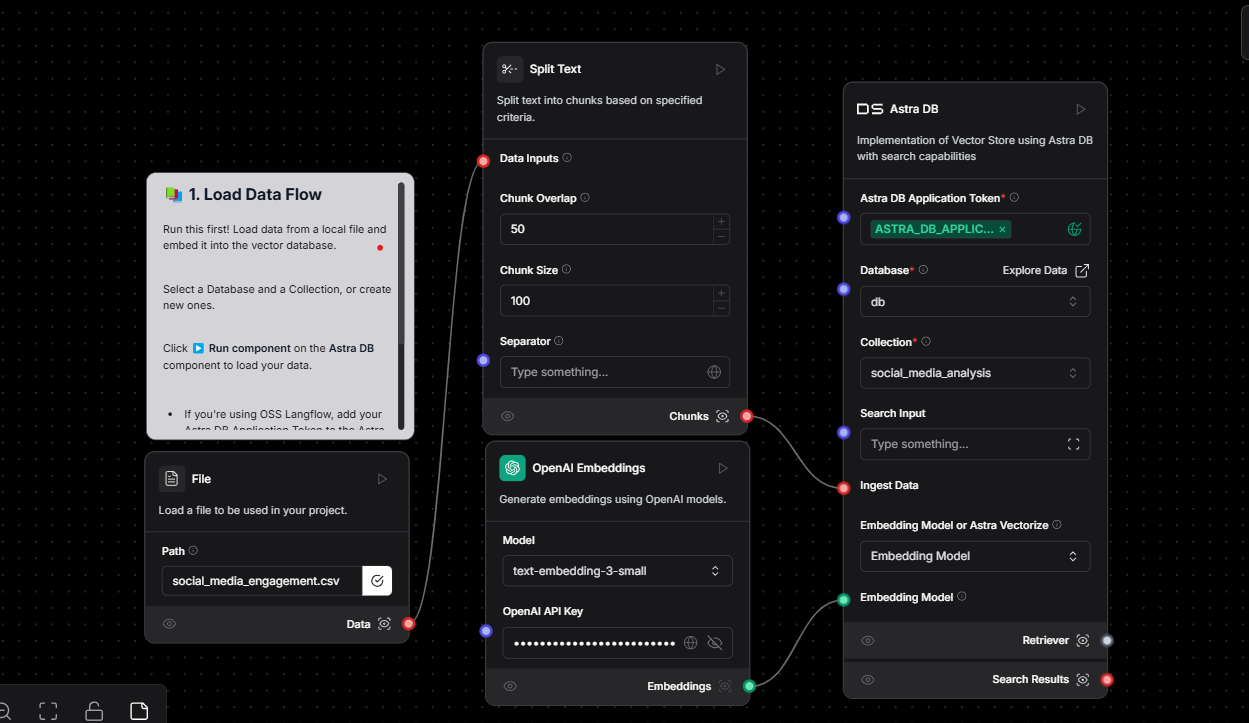 1. Load Data Flow
Run this first! Load data from a local file and
embed it into the vector database.
Select a Database and a Collection, or create
new ones.
Click ▶️ Run component on the Astra DB
component to load your data.
• If you're using OSS Langflow, add your
Astra DB Application Token to the Astra
File
Load a file to be used in your project.
Path
social_media_engagement.csv
Data
Split Text
Split text into chunks based on specified
criteria.
Data Inputs
Chunk Overlap
50
Chunk Size
100
Separator
Type something...
Chunks
OpenAI Embeddings
Generate embeddings using OpenAI models.
Model
text-embedding-3-small
OpenAI API Key
•••••••••••••••••••••••••
Embeddings
DS Astra DB
Implementation of Vector Store using Astra DB
with search capabilities
Astra DB Application Token*
ASTRA_DB_APPLIC... ×
Database* Explore Data
db
Collection*
social_media_analysis
Search Input
Type something...
Ingest Data
Embedding Model or Astra Vectorize
Embedding Model
Embedding Model
Retriever
Search Results